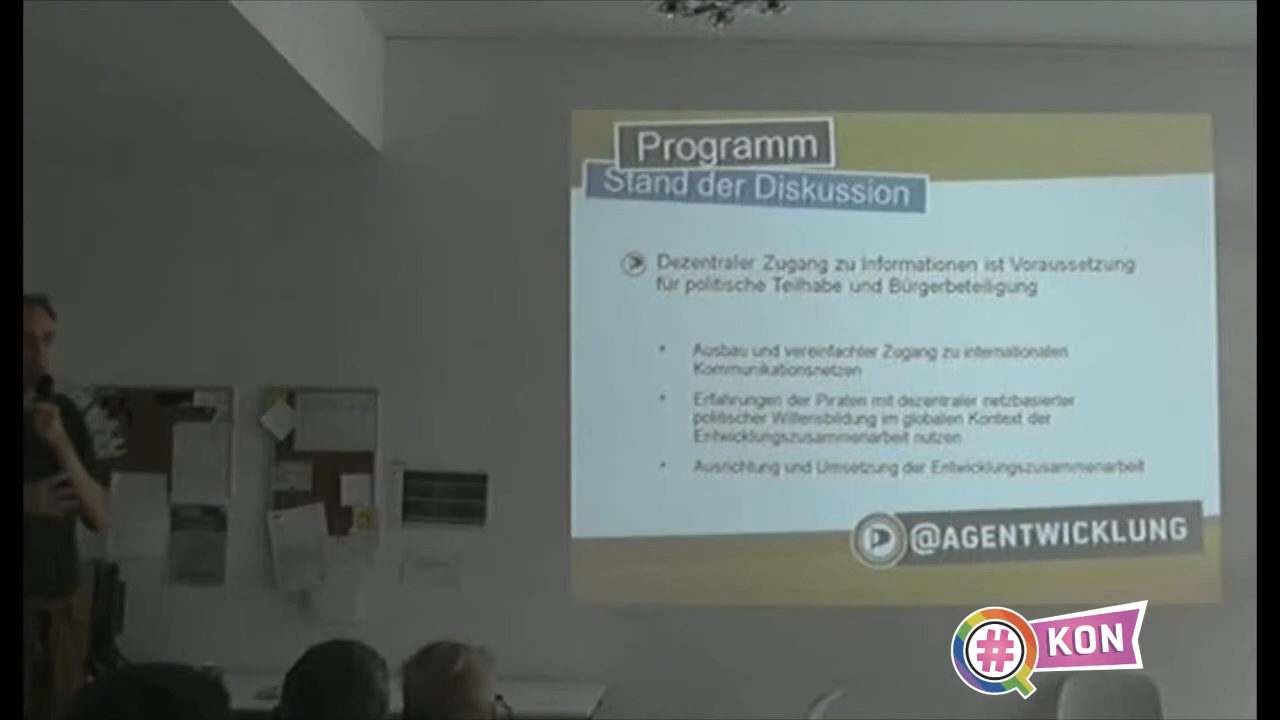 Programm
Stand der Diskussion
Dezentraler Zugang zu Informationen ist Voraussetzung
für politische Teilhabe und Bürgerbeteiligung
Ausbau und vereinfachter Zugang zu internationalen
Kommunikationsnetzen
Erfahrungen der Piraten mit dezentraler netzbasierter
politischer Willensbildung im globalen Kontext der
Entwicklungszusammenarbeit nutzen
Ausrichtung und Umsetzung der Entwicklungszusammenarbeit
@AGENTWICKLUNG
# KON